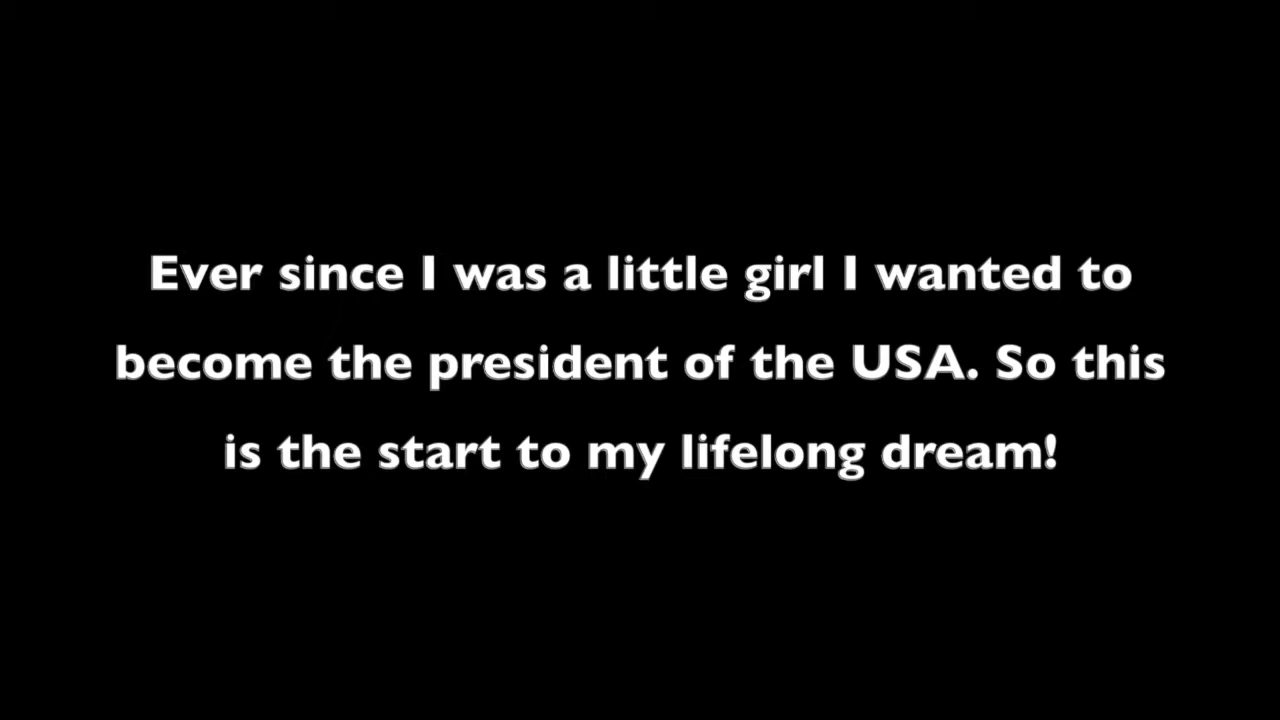 Ever since I was a little girl I wanted to
become the president of the USA. So this
is the start to my lifelong dream!